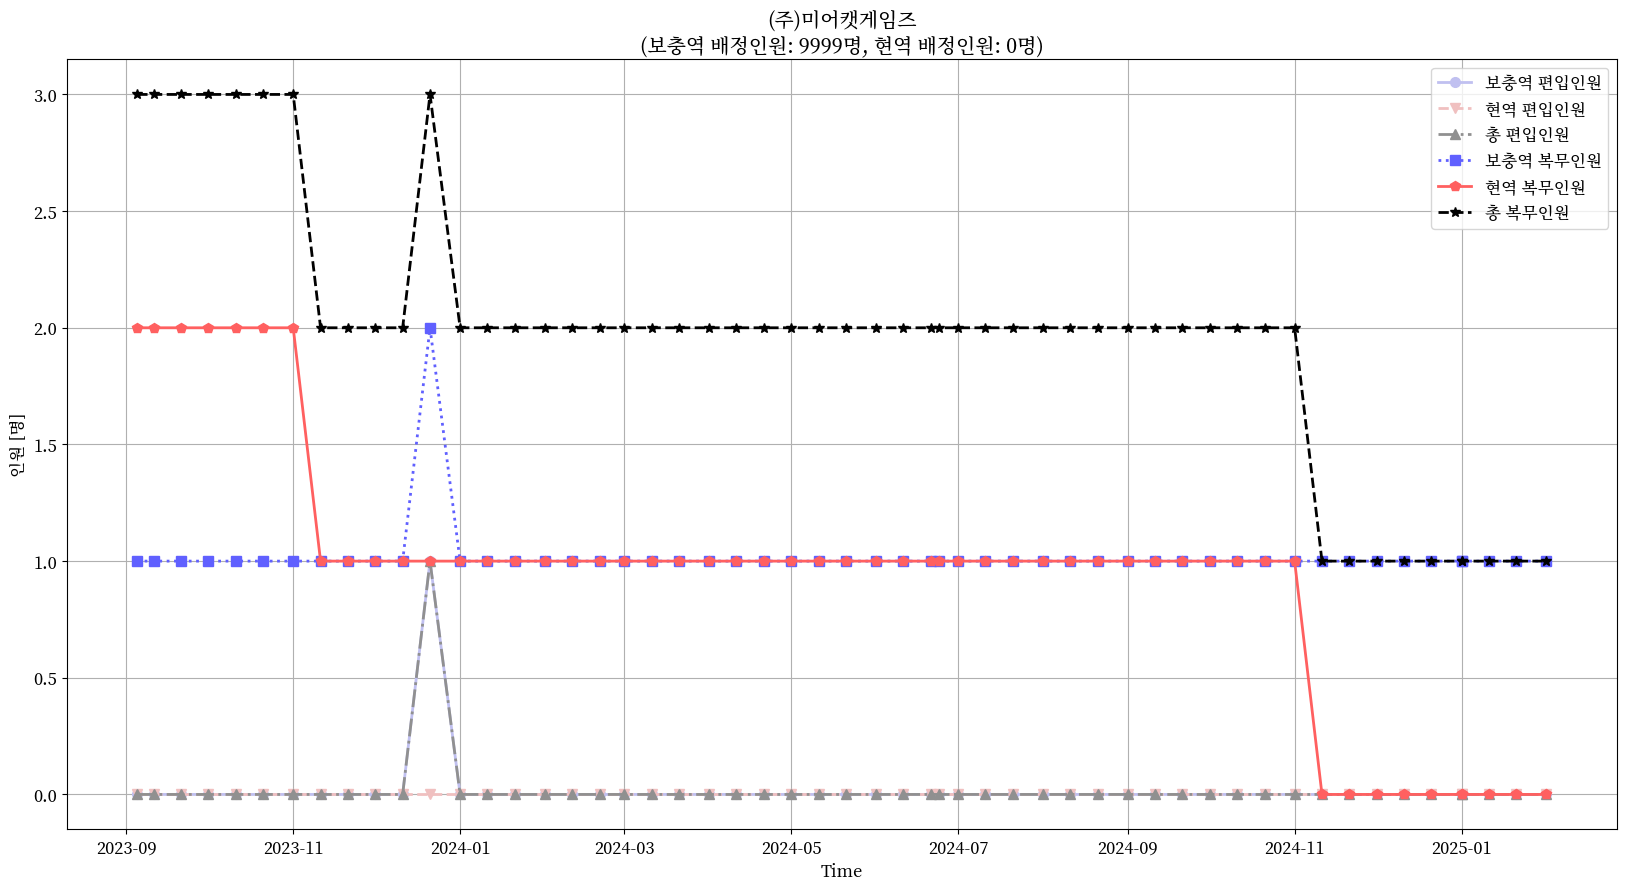 (주)미어캣게임즈
(보충역 배정인원: 9999명, 현역 배정인원: 0명)
보충역 편입인원
현역 편입인원
총 편입인원
보충역 복무인원
현역 복무인원
총 복무인원
3.0
2.5
2.0
1.5
1.0
0.5
0.0
인원 [명]
2023-09 2023-11 2024-01 2024-03 2024-05 2024-07 2024-09 2024-11 2025-01
Time